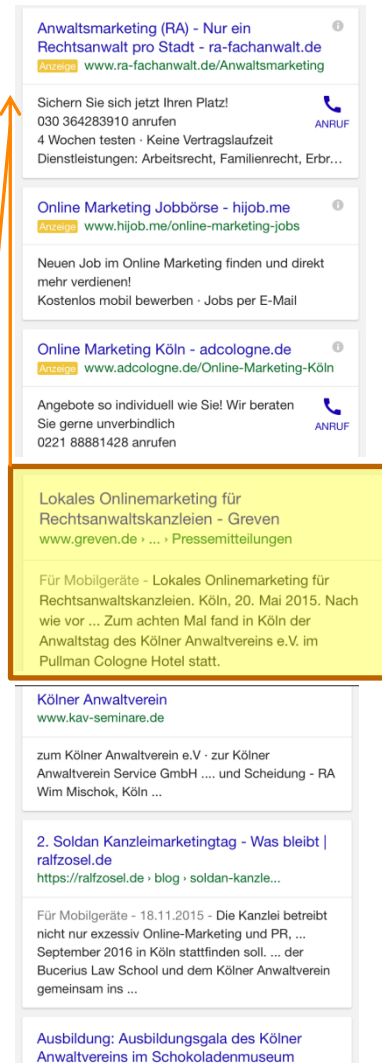 Anwaltsmarketing (RA) - Nur ein
Rechtsanwalt pro Stadt - ra-fachanwalt.de
Anzeige www.ra-fachanwalt.de/Anwaltsmarketing
Sichern Sie sich jetzt Ihren Platz!
030 364283910 anrufen
ANRUF
4 Wochen testen · Keine Vertragslaufzeit
Dienstleistungen: Arbeitsrecht, Familienrecht, Erbr...
Online Marketing Jobbörse - hijob.me
Anzeige www.hijob.me/online-marketing-jobs
Neuen Job im Online Marketing finden und direkt
mehr verdienen!
Kostenlos mobil bewerben · Jobs per E-Mail
Online Marketing Köln - adcologne.de
Anzeige www.adcologne.de/Online-Marketing-Köln
Angebote so individuell wie Sie! Wir beraten
Sie gerne unverbindlich
ANRUF
0221 88881428 anrufen
Lokales Onlinemarketing für
Rechtsanwaltskanzleien - Greven
www.greven.de › ... › Pressemitteilungen
Für Mobilgeräte - Lokales Onlinemarketing für
Rechtsanwaltskanzleien. Köln, 20. Mai 2015. Nach
wie vor ... Zum achten Mal fand in Köln der
Anwaltstag des Kölner Anwaltvereins e.V. im
Pullman Cologne Hotel statt.
Kölner Anwaltverein
www.kav-seminare.de
zum Kölner Anwaltverein e.V · zur Kölner
Anwaltverein Service GmbH .... und Scheidung - RA
Wim Mischok, Köln ...
2. Soldan Kanzleimarketingtag - Was bleibt |
ralfzosel.de
https://ralfzosel.de › blog › soldan-kanzle...
Für Mobilgeräte - 18.11.2015 - Die Kanzlei betreibt
nicht nur exzessiv Online-Marketing und PR, ...
September 2016 in Köln stattfinden soll. ... der
Bucerius Law School und dem Kölner Anwaltverein
gemeinsam ins ...
Ausbildung: Ausbildungsgala des Kölner
Anwaltvereins im Schokoladenmuseum